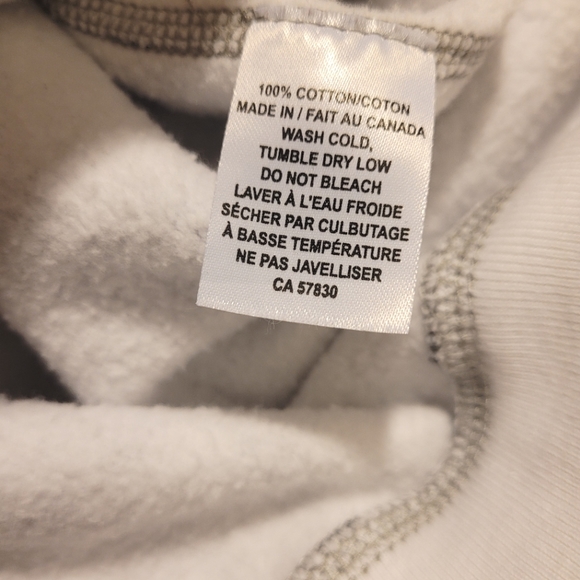 100% COTTON/COTON
MADE IN / FAIT AU CANADA
WASH COLD,
TUMBLE DRY LOW
DO NOT BLEACH
LAVER À L'EAU FROIDE
SÉCHER PAR CULBUTAGE
À BASSE TEMPÉRATURE
NE PAS JAVELLISER
CA 57830